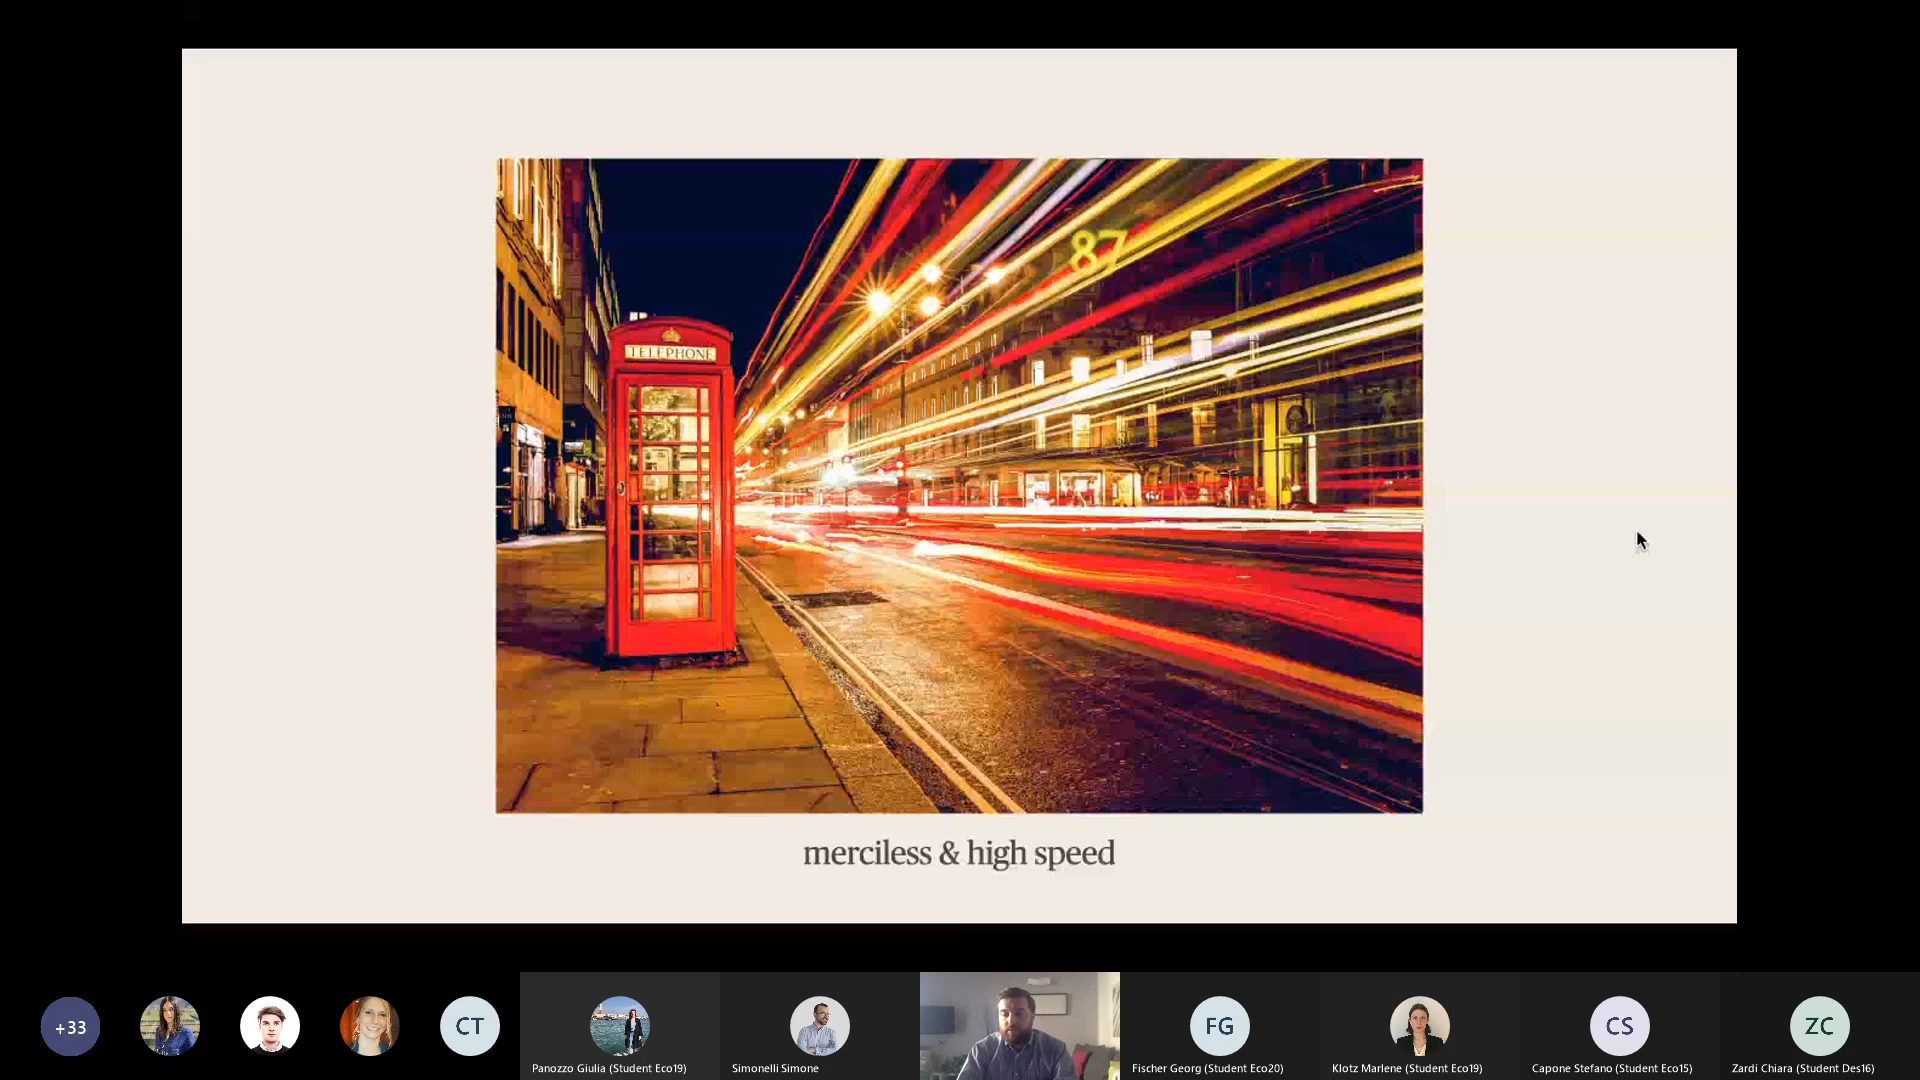 87
TELEPHONE
merciless & high speed
+33
CT
Panozzo Giulia (Student Eco19)
Simonelli Simone
FG
Fischer Georg (Student Eco20)
Klotz Marlene (Student Eco19)
CS
Capone Stefano (Student Eco15)
ZC
Zardi Chiara (Student Des16)